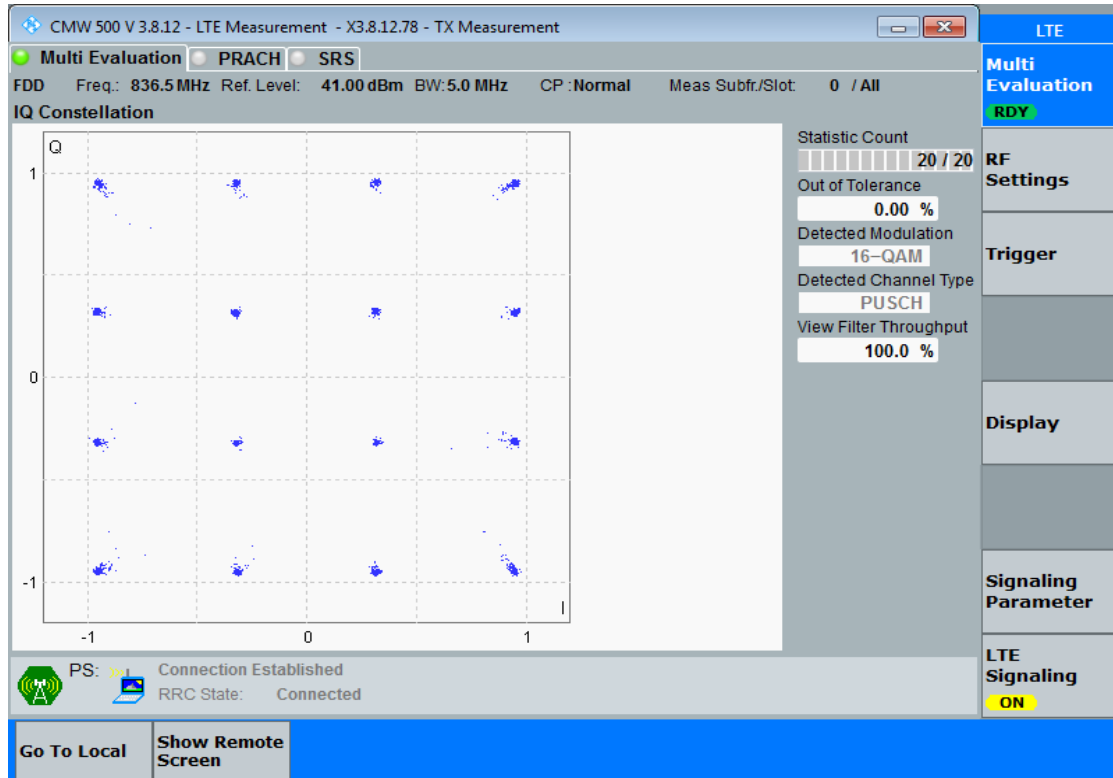 CMW 500 V 3.8.12 - LTE Measurement - X3.8.12.78 - TX Measurement
LTE
Multi Evaluation PRACH SRS
FDD Freq.: 836.5 MHz Ref. Level: 41.00 dBm BW: 5.0 MHz CP : Normal Meas Subfr./Slot: 0 / All
IQ Constellation
Q
1
0
-1
I
-1 0 1
Statistic Count
20 / 20
Out of Tolerance
0.00 %
Detected Modulation
16-QAM
Detected Channel Type
PUSCH
View Filter Throughput
100.0 %
Multi
Evaluation
RDY
RF
Settings
Trigger
Display
Signaling
Parameter
LTE
Signaling
ON
PS: Connection Established
RRC State: Connected
Go To Local
Show Remote
Screen